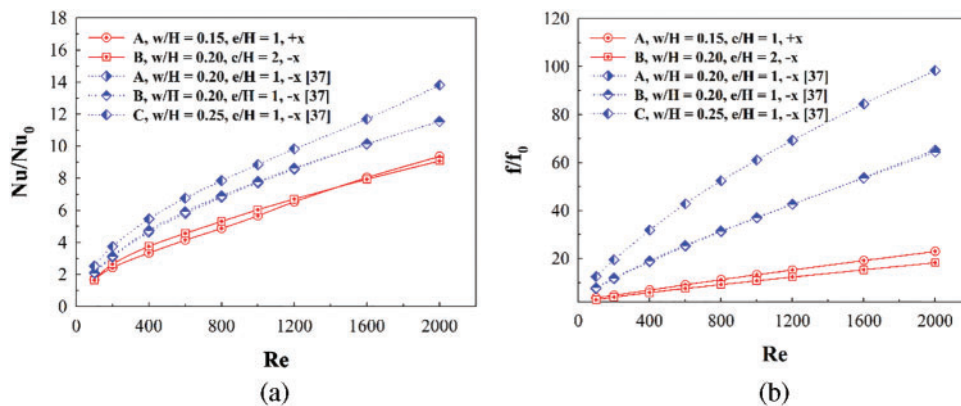 18
16
14
12
10
8
6
4
2
0
Nu/Nu₀
A, w/H = 0.15, e/H = 1, +x
B, w/H = 0.20, e/H = 2, -x
A, w/H = 0.20, e/H = 1, -x [37]
B, w/H = 0.20, e/H = 1, -x [37]
C, w/H = 0.25, e/H = 1, -x [37]
400 800 1200 1600 2000
Re
(a)
120
100
80
60
40
20
f/f₀
A, w/H = 0.15, e/H = 1, +x
B, w/H = 0.20, e/H = 2, -x
A, w/H = 0.20, e/H = 1, -x [37]
B, w/H = 0.20, e/H = 1, -x [37]
C, w/H = 0.25, e/H = 1, -x [37]
400 800 1200 1600 2000
Re
(b)